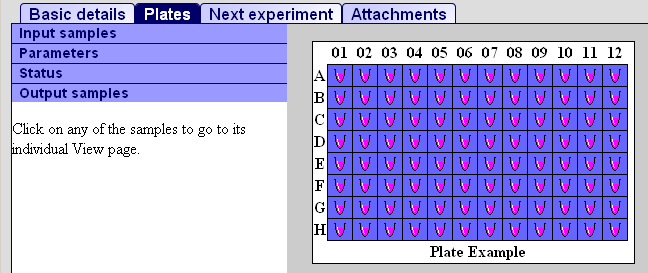 Basic details Plates Next experiment Attachments
Input samples
Parameters
Status
Output samples
Click on any of the samples to go to its
individual View page.
01 02 03 04 05 06 07 08 09 10 11 12
A
B
C
D
E
F
G
H
Plate Example